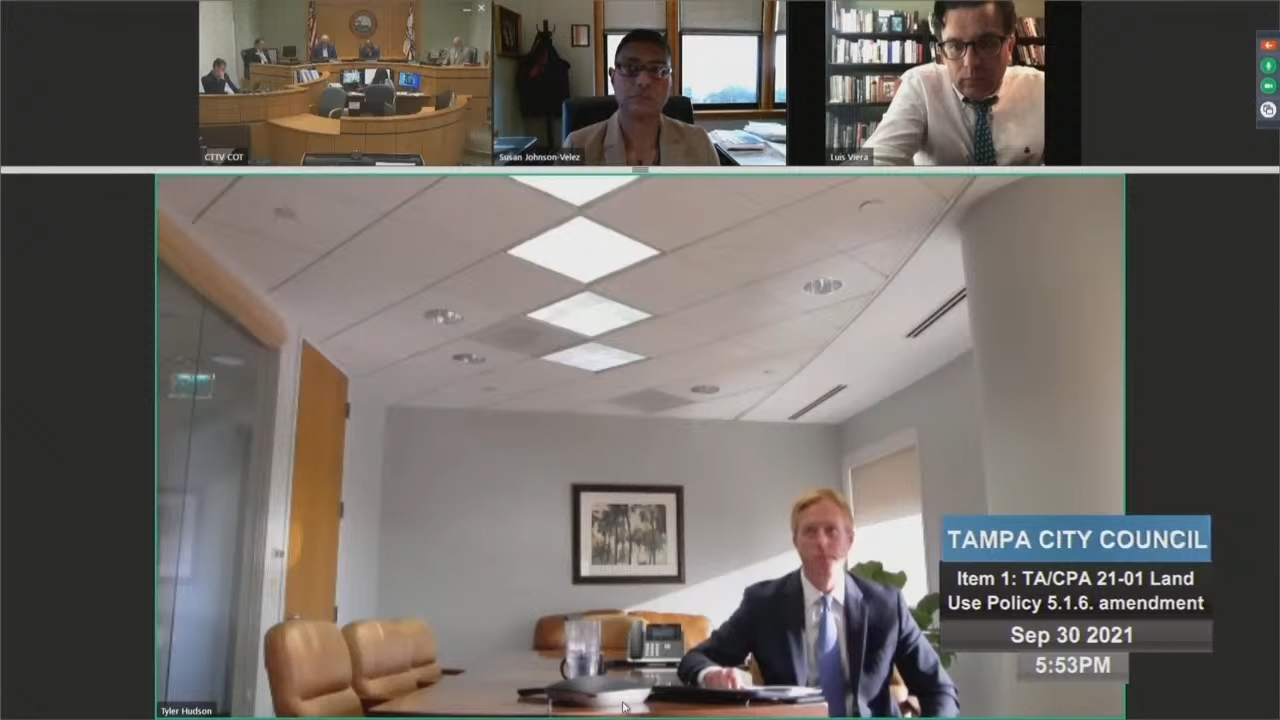 CTTV COT
Susan Johnson-Velez
Luis Viera
TAMPA CITY COUNCIL
Item 1: TA/CPA 21-01 Land
Use Policy 5.1.6. amendment
Sep 30 2021
5:53PM
Tyler Hudson